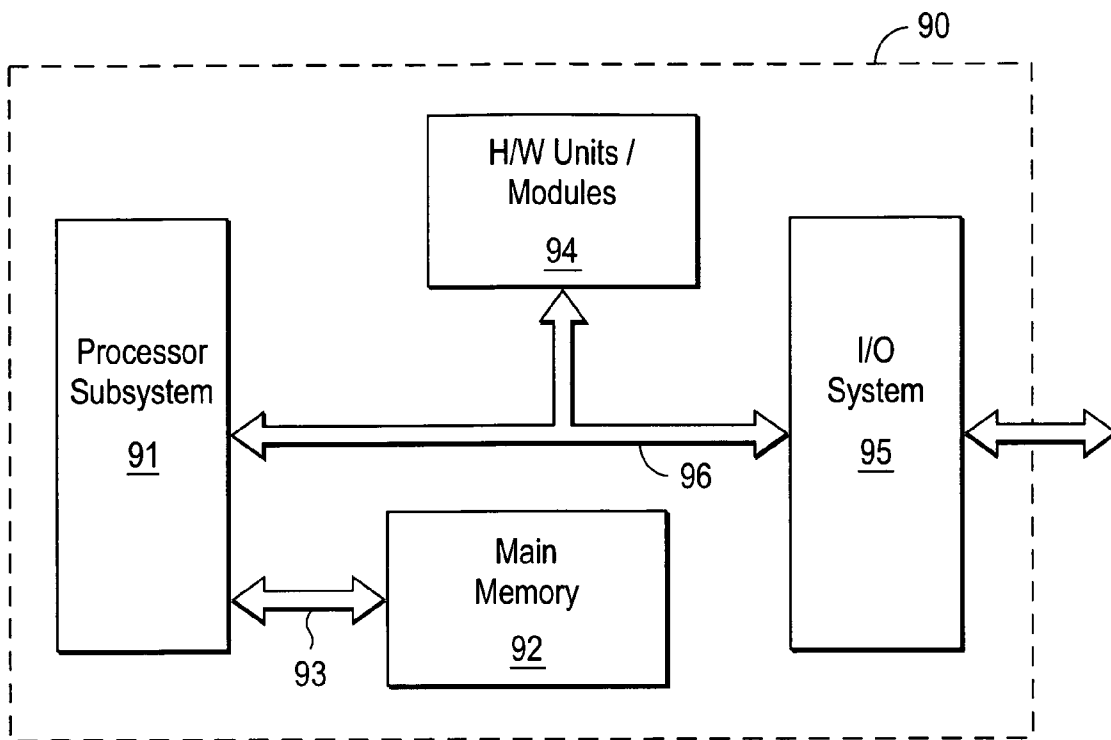 90
H/W Units /
Modules
94
Processor
Subsystem
91
I/O
System
95
96
Main
Memory
92
93